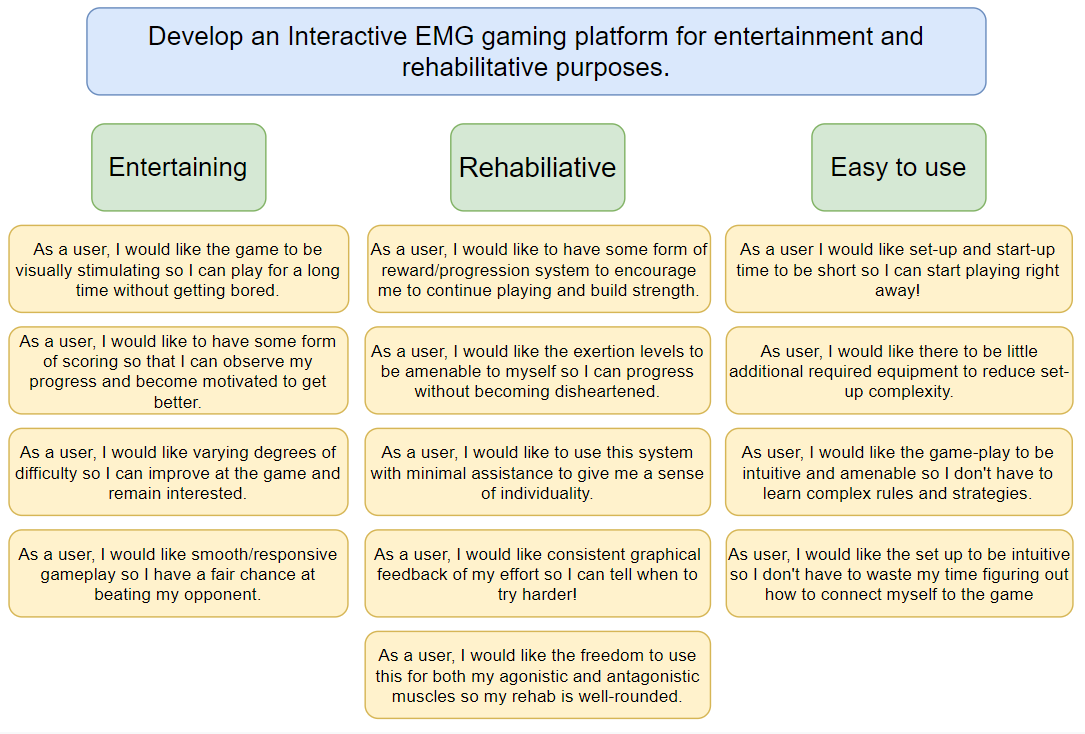 Develop an Interactive EMG gaming platform for entertainment and
rehabilitative purposes.
Entertaining
As a user, I would like the game to be
visually stimulating so I can play for a long
time without getting bored.
As a user, I would like to have some form
of scoring so that I can observe my
progress and become motivated to get
better.
As a user, I would like varying degrees of
difficulty so I can improve at the game and
remain interested.
As a user, I would like smooth/responsive
gameplay so I have a fair chance at
beating my opponent.
Rehabiliative
As a user, I would like to have some form of
reward/progression system to encourage
me to continue playing and build strength.
As a user, I would like the exertion levels to
be amenable to myself so I can progress
without becoming disheartened.
As a user, I would like to use this system
with minimal assistance to give me a sense
of individuality.
As a user, I would like consistent graphical
feedback of my effort so I can tell when to
try harder!
As a user, I would like the freedom to use
this for both my agonistic and antagonistic
muscles so my rehab is well-rounded.
Easy to use
As a user I would like set-up and start-up
time to be short so I can start playing right
away!
As user, I would like there to be little
additional required equipment to reduce set-
up complexity.
As user, I would like the game-play to be
intuitive and amenable so I don't have to
learn complex rules and strategies.
As user, I would like the set up to be intuitive
so I don't have to waste my time figuring out
how to connect myself to the game